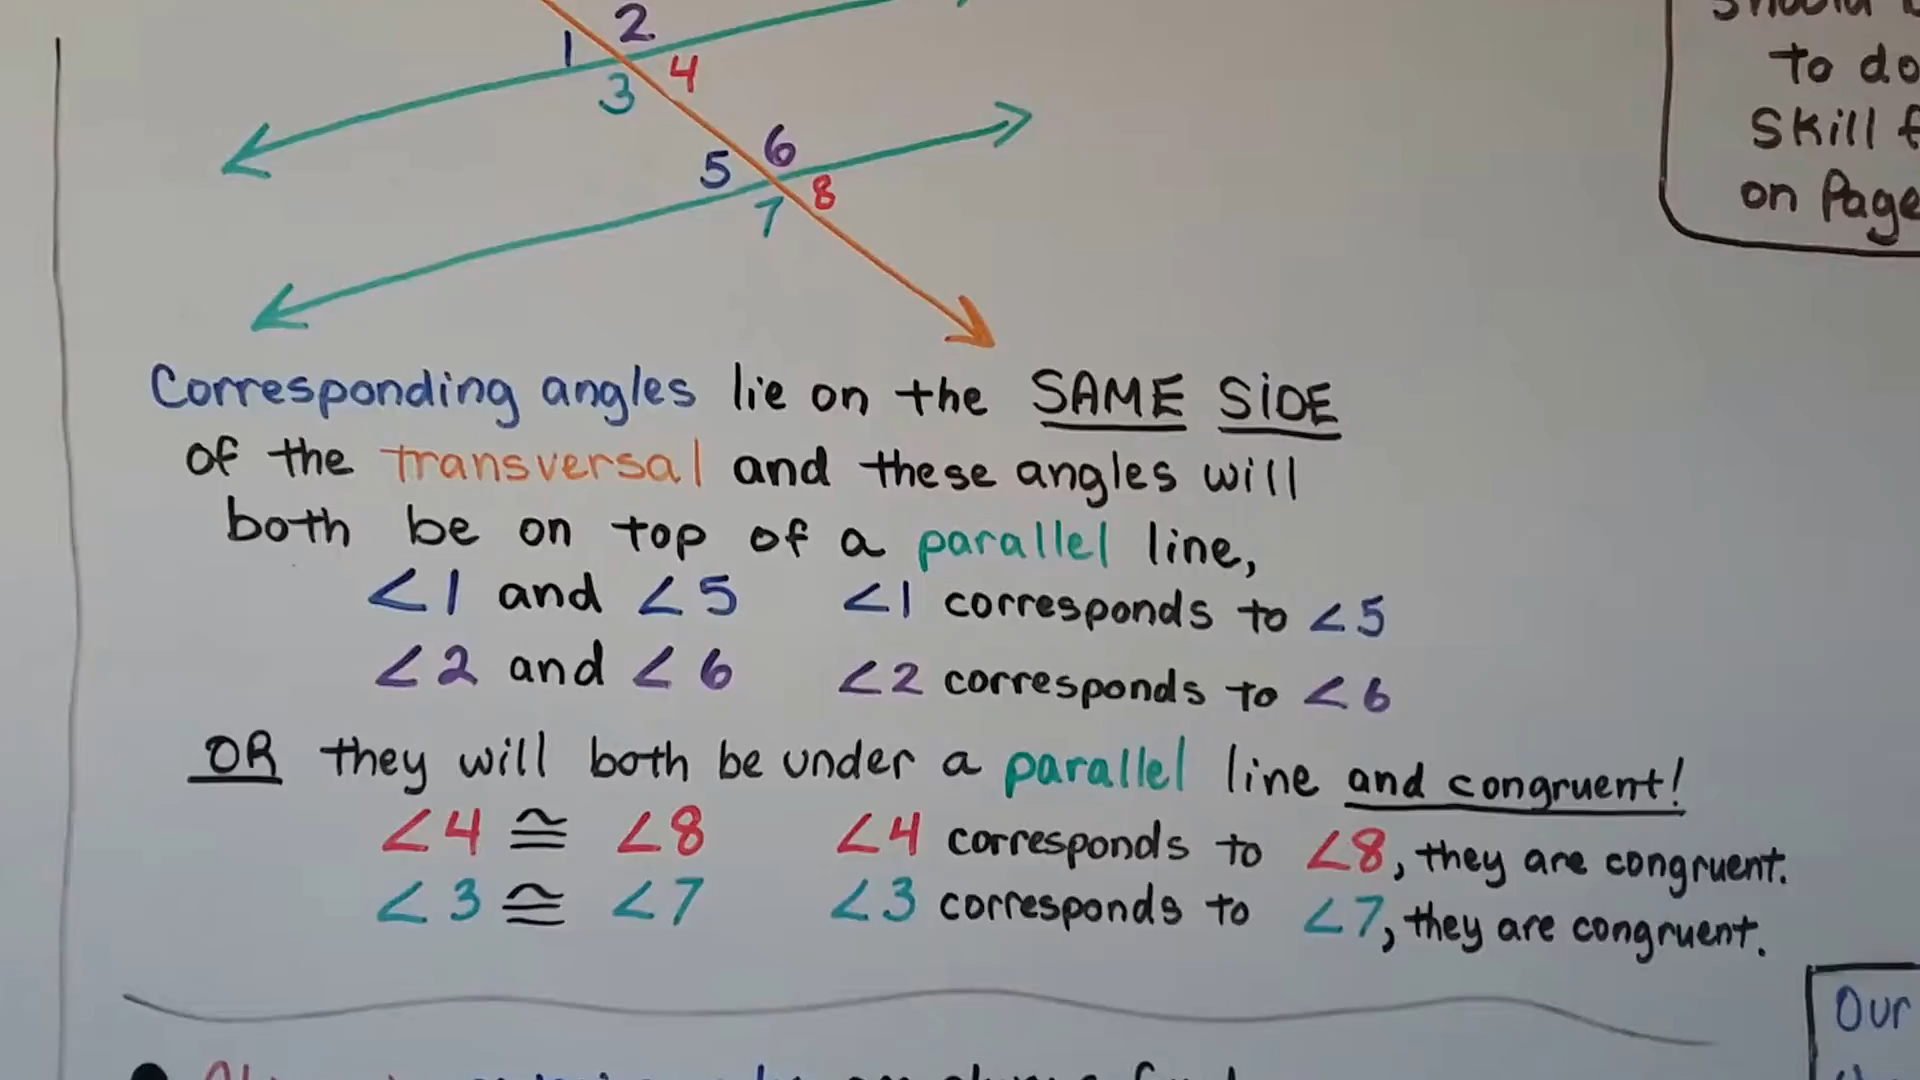 1 2
3 4
5 6
7 8
to do
Skill
on Page
Corresponding angles lie on the SAME SiDE
of the transversal and these angles will
both be on top of a parallel line,
∠1 and ∠5 ∠1 corresponds to ∠5
∠2 and ∠6 ∠2 corresponds to ∠6
OR they will both be under a parallel line and congruent!
∠4 ≅ ∠8 ∠4 corresponds to ∠8, they are congruent.
∠3 ≅ ∠7 ∠3 corresponds to ∠7, they are congruent.
Our